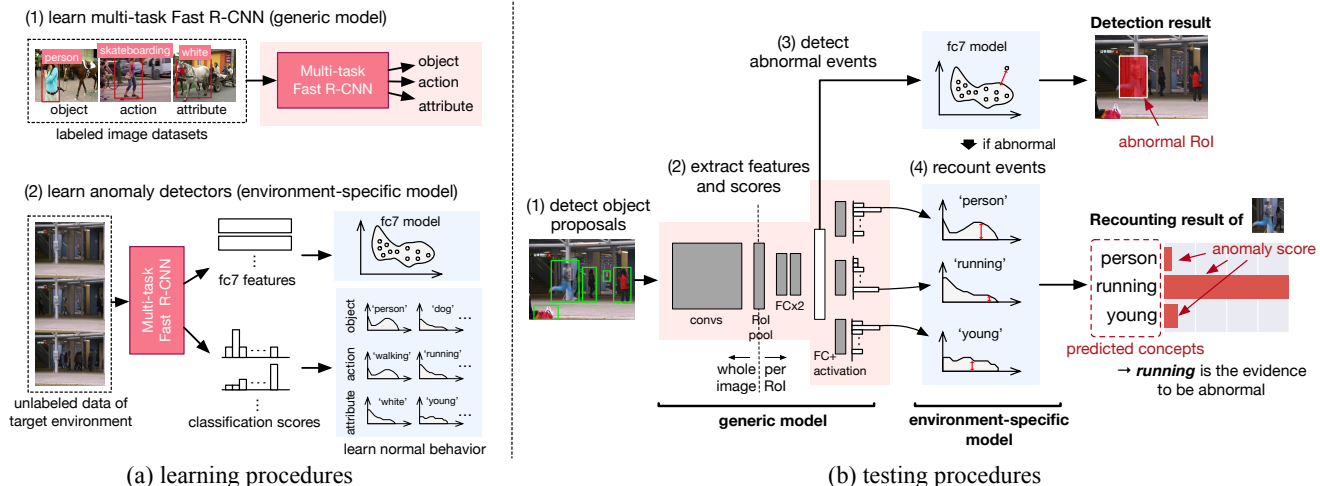 (1) learn multi-task Fast R-CNN (generic model)
person
skateboarding
white
object
action
attribute
labeled image datasets
Multi-task
Fast R-CNN
object
action
attribute
(2) learn anomaly detectors (environment-specific model)
unlabeled data of
target environment
Multi-task
Fast R-CNN
fc7 features
classification scores
fc7 model
object
'person'
'dog'
action
'walking'
'running'
attribute
'white'
'young'
learn normal behavior
(a) learning procedures
(1) detect object
proposals
(2) extract features
and scores
convs
RoI
pool
FCx2
FC+
activation
whole
image
per
RoI
generic model
(3) detect
abnormal events
fc7 model
if abnormal
(4) recount events
'person'
'running'
'young'
environment-specific
model
Detection result
abnormal RoI
Recounting result of
person
running
young
anomaly score
predicted concepts
→ running is the evidence
to be abnormal
(b) testing procedures